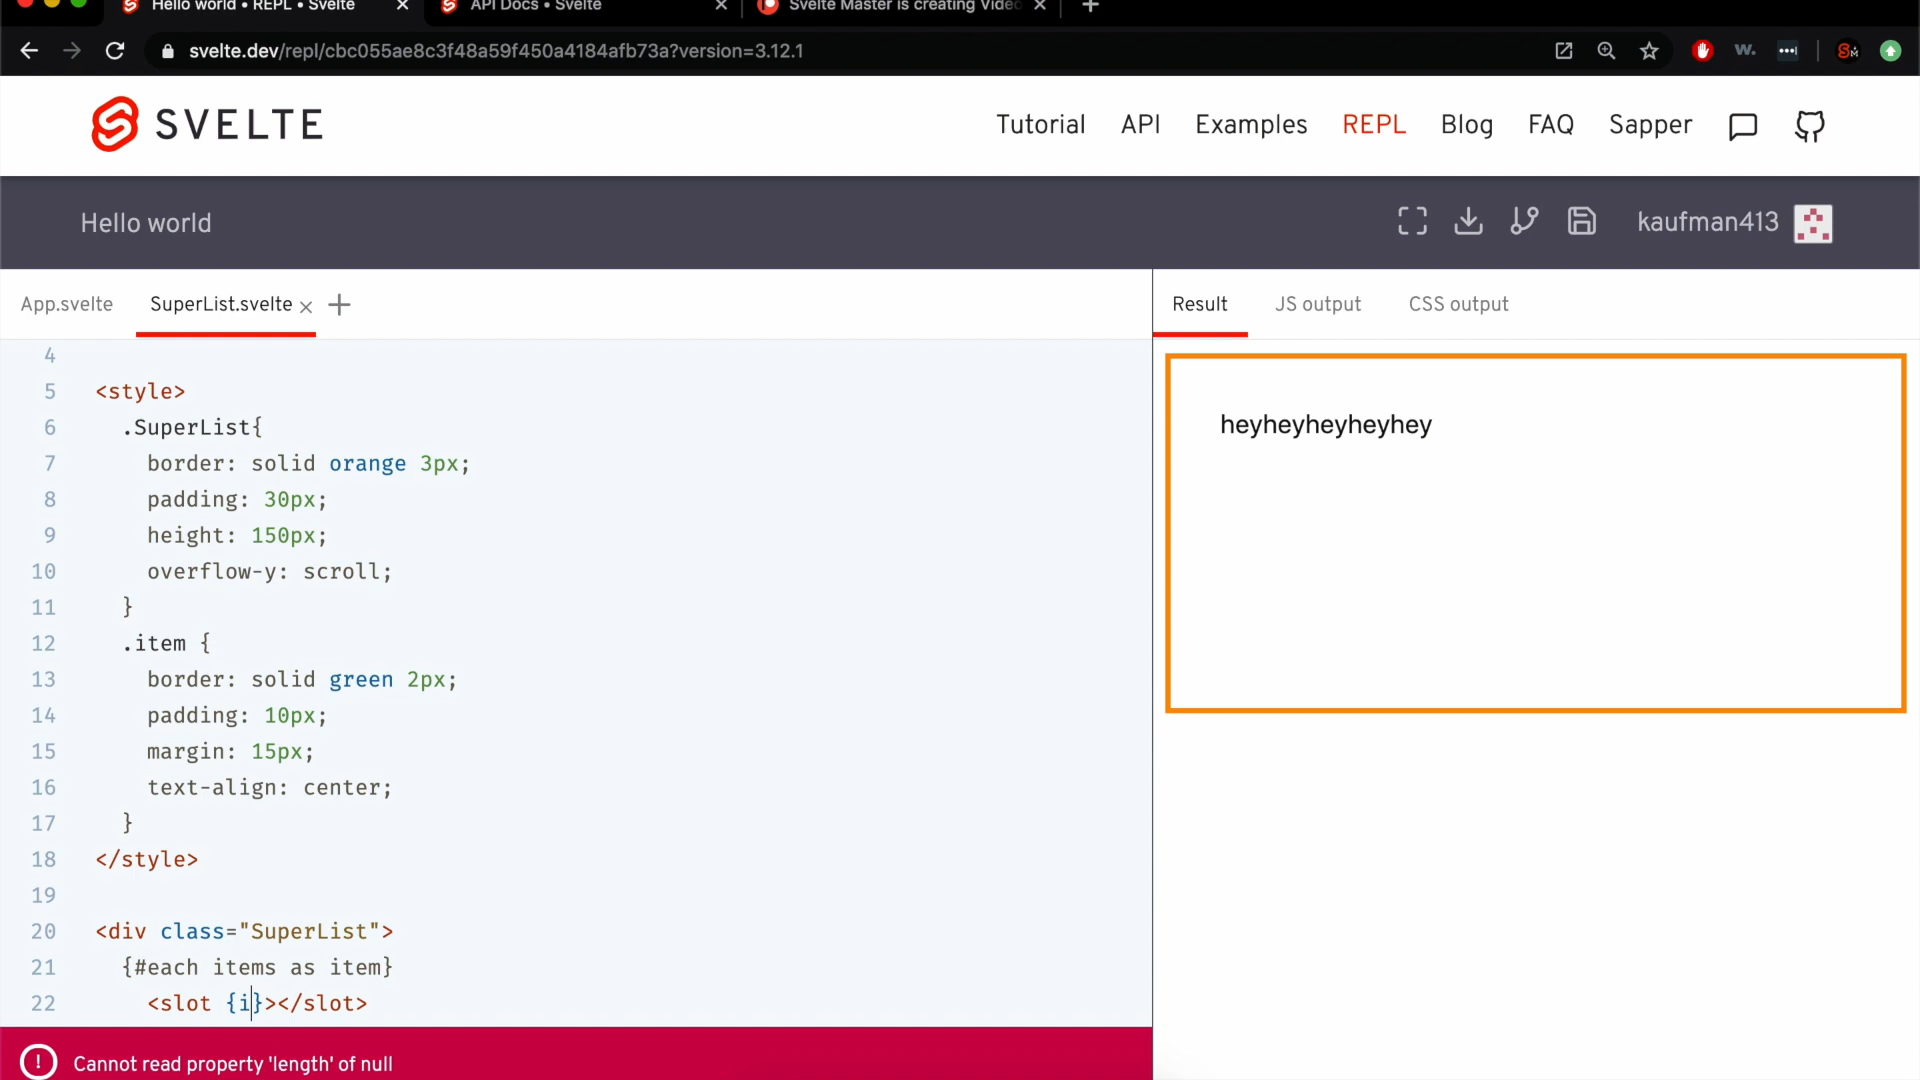 Hello world • REPL • Svelte
API Docs • Svelte
Svelte Master is creating Video
svelte.dev/repl/cbc055ae8c3f48a59f450a4184afb73a?version=3.12.1
W.
SM
SVELTE
Tutorial API Examples REPL Blog FAQ Sapper
Hello world
kaufman413
App.svelte SuperList.svelte
Result JS output CSS output
4
5 <style>
6 .SuperList{
7 border: solid orange 3px;
8 padding: 30px;
9 height: 150px;
10 overflow-y: scroll;
11 }
12 .item {
13 border: solid green 2px;
14 padding: 10px;
15 margin: 15px;
16 text-align: center;
17 }
18 </style>
19
20 <div class="SuperList">
21 {#each items as item}
22 <slot {i}></slot>
Cannot read property 'length' of null
heyheyheyheyhey